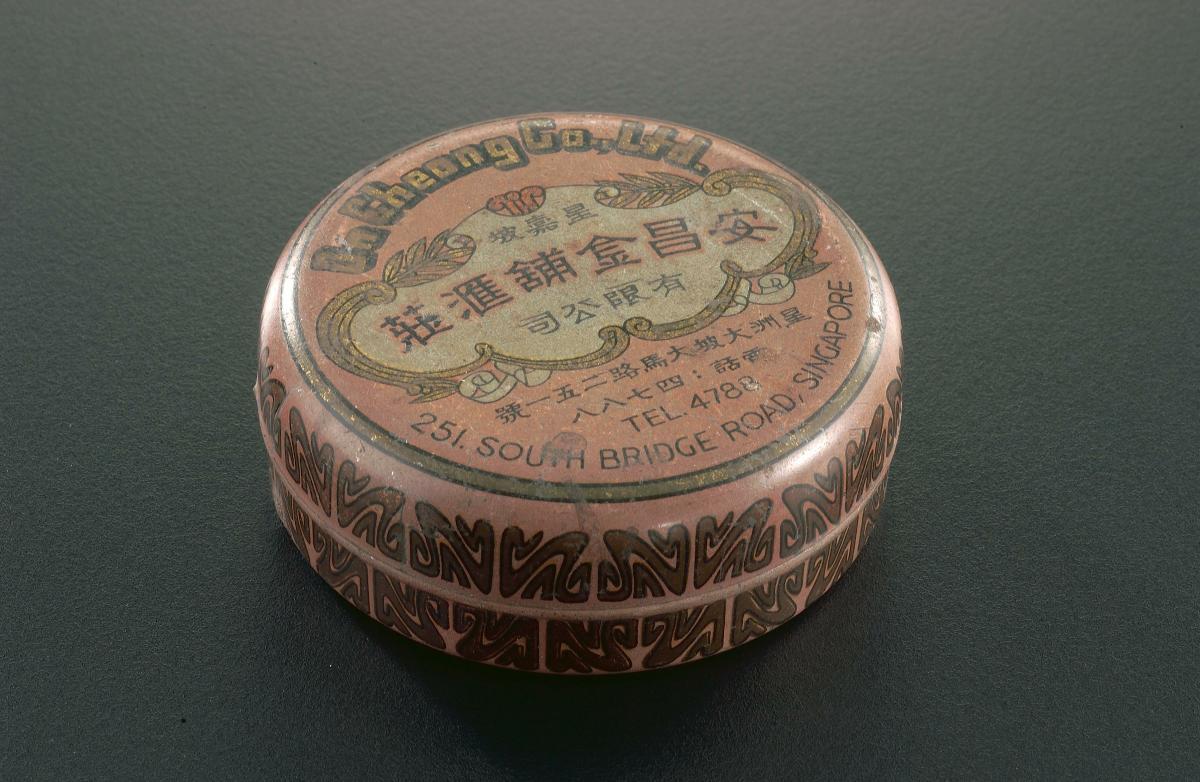 On Cheong Co., Ltd.
星嘉坡
安昌金舖滙莊
有限公司
星洲大坡大馬路二五一號
電話：四七八八
TEL. 4788
251. SOUTH BRIDGE ROAD, SINGAPORE